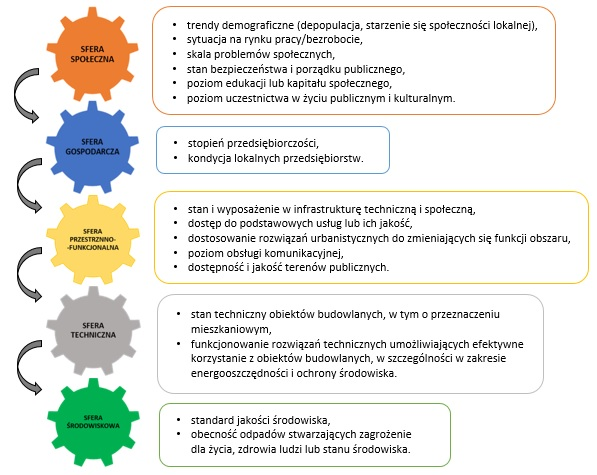 SFERA
SPOŁECZNA
• trendy demograficzne (depopulacja, starzenie się społeczności lokalnej),
• sytuacja na rynku pracy/bezrobocie,
• skala problemów społecznych,
• stan bezpieczeństwa i porządku publicznego,
• poziom edukacji lub kapitału społecznego,
• poziom uczestnictwa w życiu publicznym i kulturalnym.
SFERA
GOSPODARCZA
• stopień przedsiębiorczości,
• kondycja lokalnych przedsiębiorstw.
SFERA
PRZESTRZNNO-
FUNKCJONALNA
• stan i wyposażenie w infrastrukturę techniczną i społeczną,
• dostęp do podstawowych usług lub ich jakość,
• dostosowanie rozwiązań urbanistycznych do zmieniających się funkcji obszaru,
• poziom obsługi komunikacyjnej,
• dostępność i jakość terenów publicznych.
SFERA
TECHNICZNA
• stan techniczny obiektów budowlanych, w tym o przeznaczeniu
mieszkaniowym,
• funkcjonowanie rozwiązań technicznych umożliwiających efektywne
korzystanie z obiektów budowlanych, w szczególności w zakresie
energooszczędności i ochrony środowiska.
SFERA
ŚRODOWISKOWA
• standard jakości środowiska,
• obecność odpadów stwarzających zagrożenie
dla życia, zdrowia ludzi lub stanu środowiska.